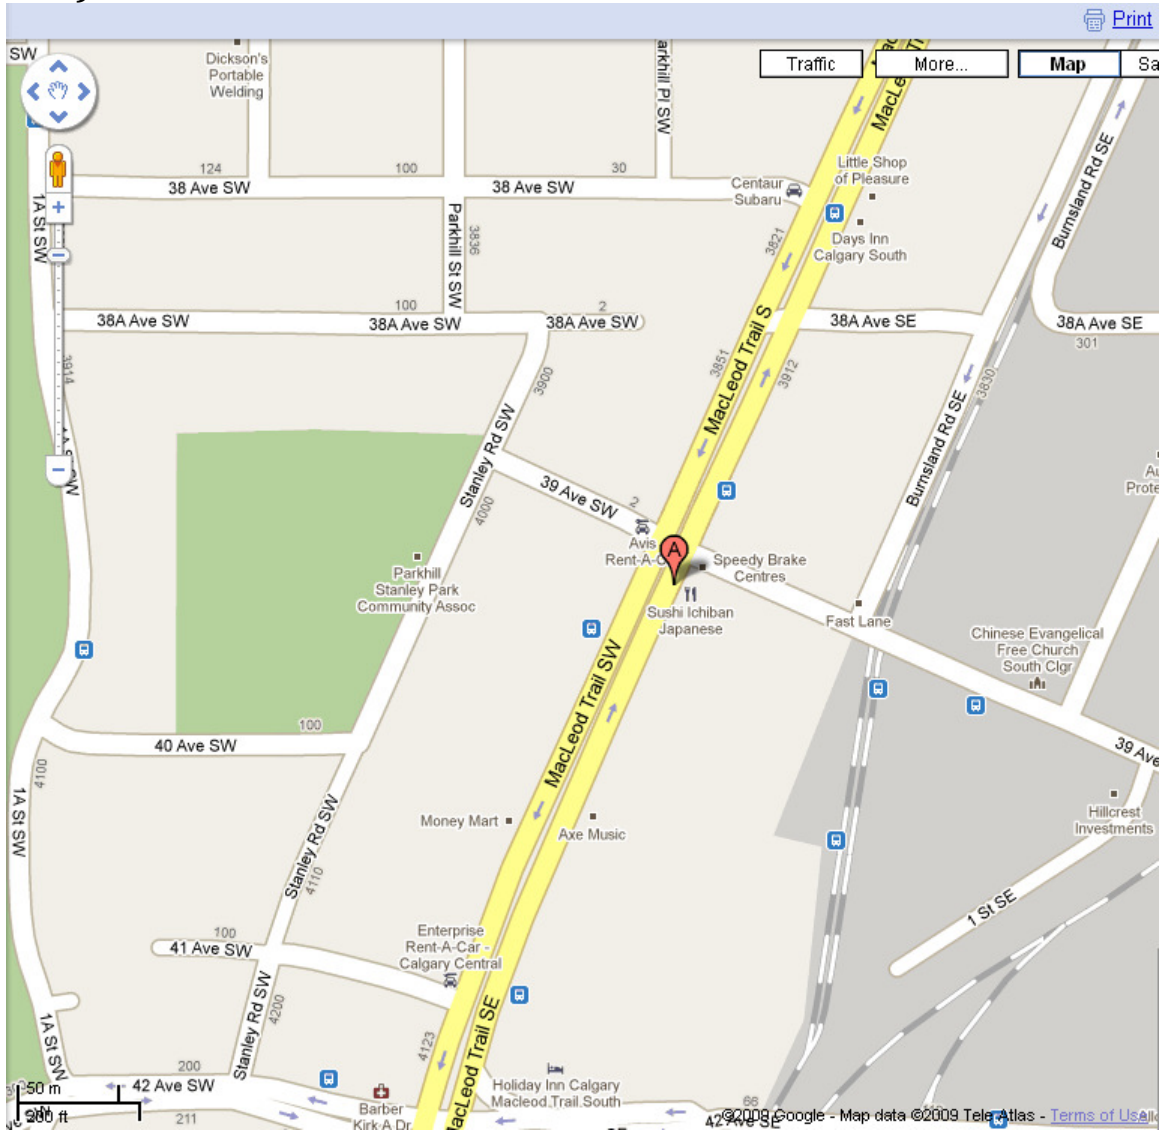 Print
SW
Dickson's
Portable
Welding
Parkhill Pl SW
Traffic
More...
Map
Sa
MacLe
Little Shop
of Pleasure
Centaur
Subaru
Burnsland Rd SE
124
100
30
38 Ave SW
38 Ave SW
1A St SW
Parkhill St SW
3836
3821
Days Inn
Calgary South
100
2
38A Ave SW
38A Ave SW
38A Ave SW
MacLeod Trail S
38A Ave SE
38A Ave SE
301
3914
3851
3912
3830
3900
Burnsland Rd SE
Stanley Rd SW
4000
39 Ave SW
2
Avis
Rent-A-C
A
Speedy Brake
Centres
Parkhill
Stanley Park
Community Assoc
Sushi Ichiban
Japanese
Fast Lane
Chinese Evangelical
Free Church
South Clgr
MacLeod Trail SW
100
40 Ave SW
39 Ave
4100
1A St SW
Stanley Rd SW
4110
Money Mart
Axe Music
Hillcrest
Investments
1 St SE
100
41 Ave SW
Enterprise
Rent-A-Car -
Calgary Central
Stanley Rd SW
4200
1A St SW
4123
MacLeod Trail SE
200
42 Ave SW
211
50 m
200 ft
Barber
Kirk A Dr
Holiday Inn Calgary
Macleod Trail South
66
42 Ave SE
©2009 Google - Map data ©2009 Tele Atlas - Terms of Use